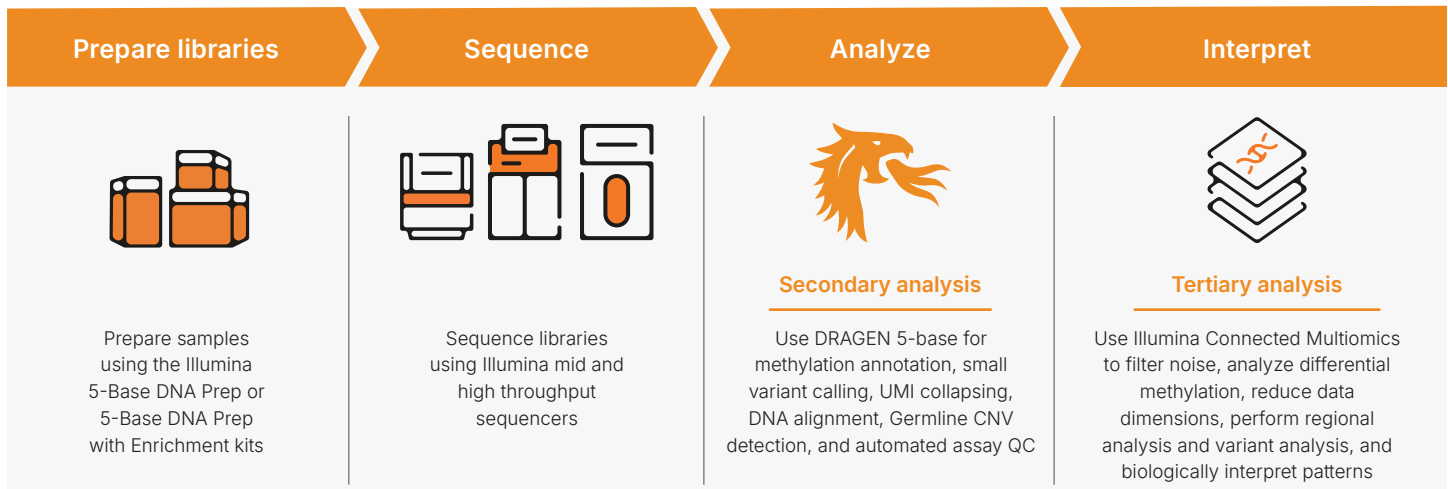 Prepare libraries
Sequence
Analyze
Interpret
Prepare samples
using the Illumina
5-Base DNA Prep or
5-Base DNA Prep
with Enrichment kits
Sequence libraries
using Illumina mid and
high throughput
sequencers
Secondary analysis
Use DRAGEN 5-base for
methylation annotation, small
variant calling, UMI collapsing,
DNA alignment, Germline CNV
detection, and automated assay QC
Tertiary analysis
Use Illumina Connected Multiomics
to filter noise, analyze differential
methylation, reduce data
dimensions, perform regional
analysis and variant analysis, and
biologically interpret patterns